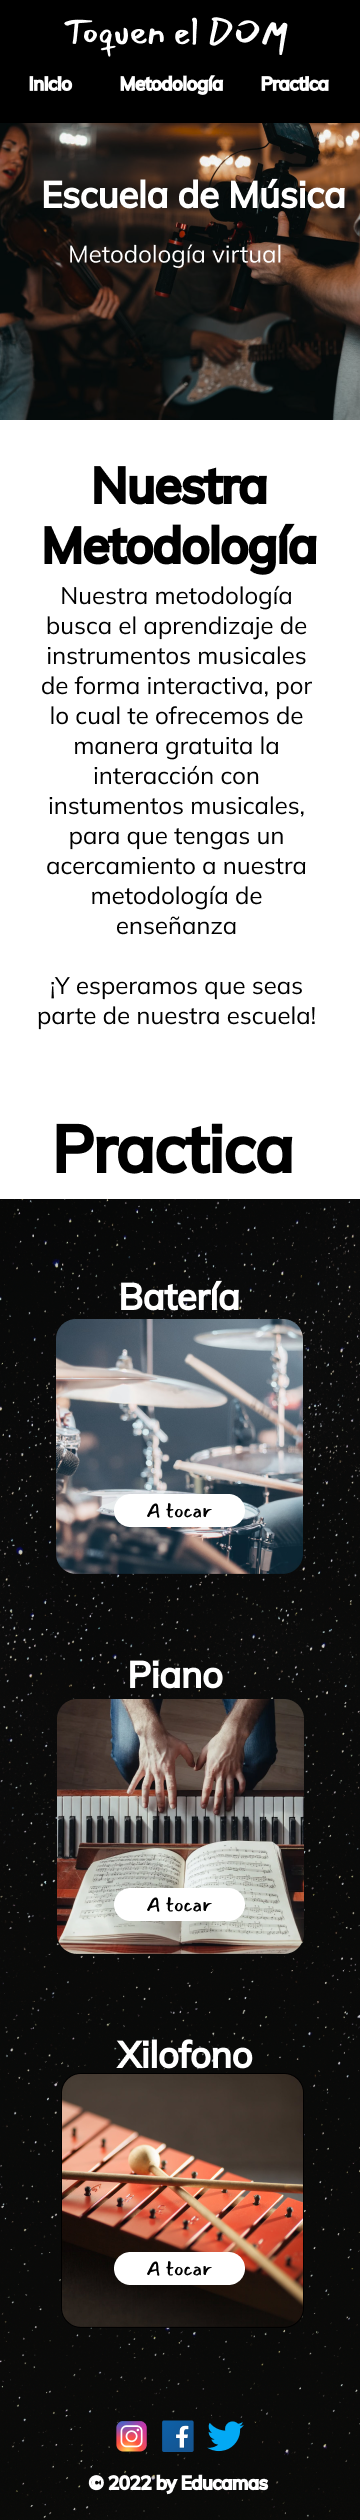 Toquen el DOM
Inicio Metodología Practica
Escuela de Música
Metodología virtual
Nuestra
Metodología
Nuestra metodología
busca el aprendizaje de
instrumentos musicales
de forma interactiva, por
lo cual te ofrecemos de
manera gratuita la
interacción con
instumentos musicales,
para que tengas un
acercamiento a nuestra
metodología de
enseñanza
¡Y esperamos que seas
parte de nuestra escuela!
Practica
Batería
A tocar
Piano
A tocar
Xilofono
A tocar
© 2022 by Educamas